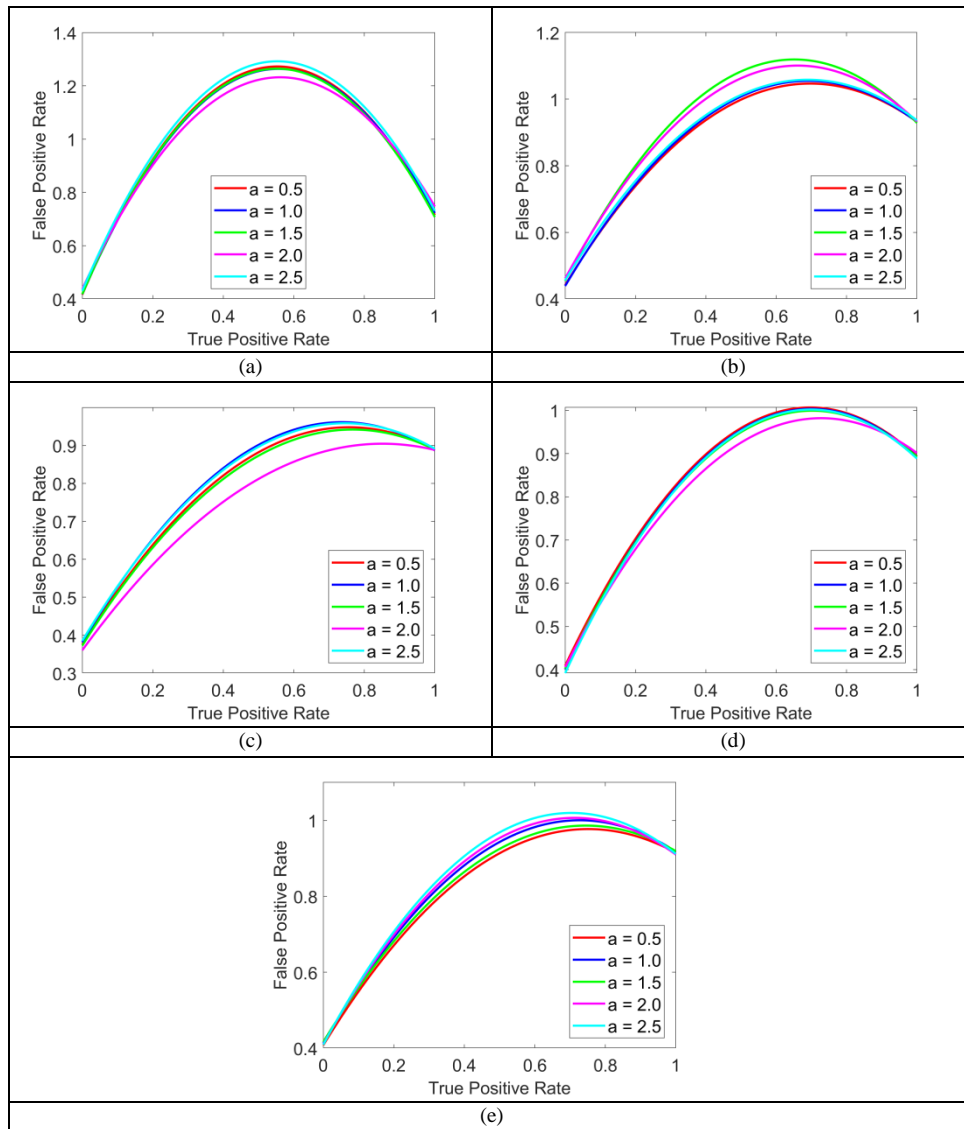 1.4
1.2
1
0.8
0.6
0.4
False Positive Rate
a = 0.5
a = 1.0
a = 1.5
a = 2.0
a = 2.5
0 0.2 0.4 0.6 0.8 1
True Positive Rate
(a)
1.2
1
0.8
0.6
0.4
False Positive Rate
a = 0.5
a = 1.0
a = 1.5
a = 2.0
a = 2.5
0 0.2 0.4 0.6 0.8 1
True Positive Rate
(b)
0.9
0.8
0.7
0.6
0.5
0.4
0.3
False Positive Rate
a = 0.5
a = 1.0
a = 1.5
a = 2.0
a = 2.5
0 0.2 0.4 0.6 0.8 1
True Positive Rate
(c)
1
0.9
0.8
0.7
0.6
0.5
0.4
False Positive Rate
a = 0.5
a = 1.0
a = 1.5
a = 2.0
a = 2.5
0 0.2 0.4 0.6 0.8 1
True Positive Rate
(d)
1
0.8
0.6
0.4
False Positive Rate
a = 0.5
a = 1.0
a = 1.5
a = 2.0
a = 2.5
0 0.2 0.4 0.6 0.8 1
True Positive Rate
(e)